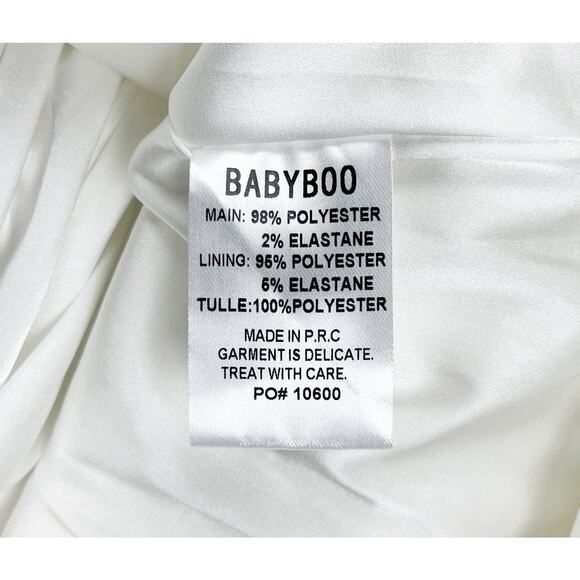 BABYBOO
MAIN: 98% POLYESTER
2% ELASTANE
LINING: 95% POLYESTER
5% ELASTANE
TULLE:100%POLYESTER
MADE IN P.R.C
GARMENT IS DELICATE.
TREAT WITH CARE.
PO# 10600